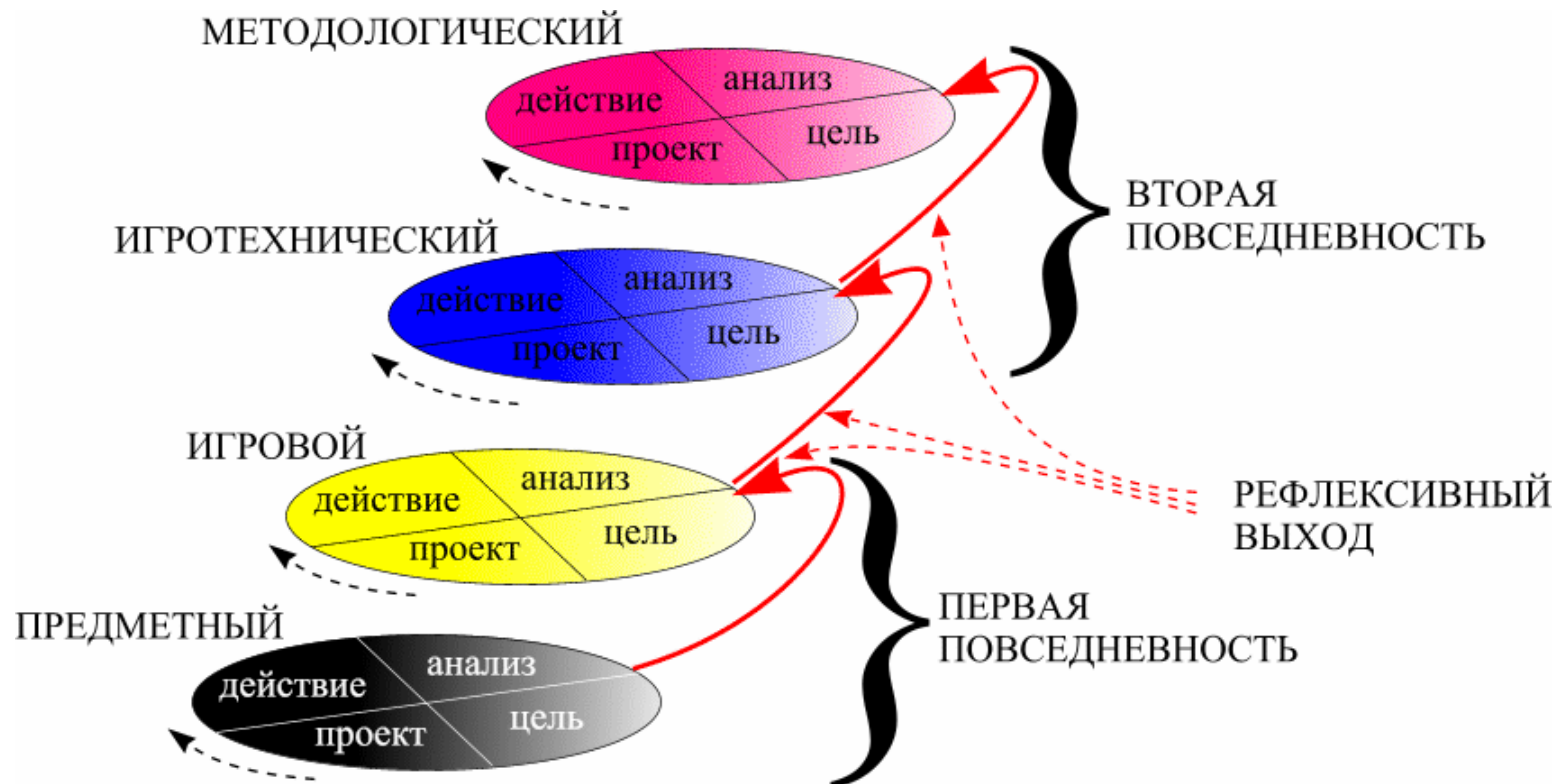 МЕТОДОЛОГИЧЕСКИЙ
анализ
действие
цель
проект
ВТОРАЯ
ПОВСЕДНЕВНОСТЬ
ИГРОТЕХНИЧЕСКИЙ
анализ
действие
цель
проект
ИГРОВОЙ
анализ
действие
цель
проект
РЕФЛЕКСИВНЫЙ
ВЫХОД
ПЕРВАЯ
ПОВСЕДНЕВНОСТЬ
ПРЕДМЕТНЫЙ
анализ
действие
цель
проект